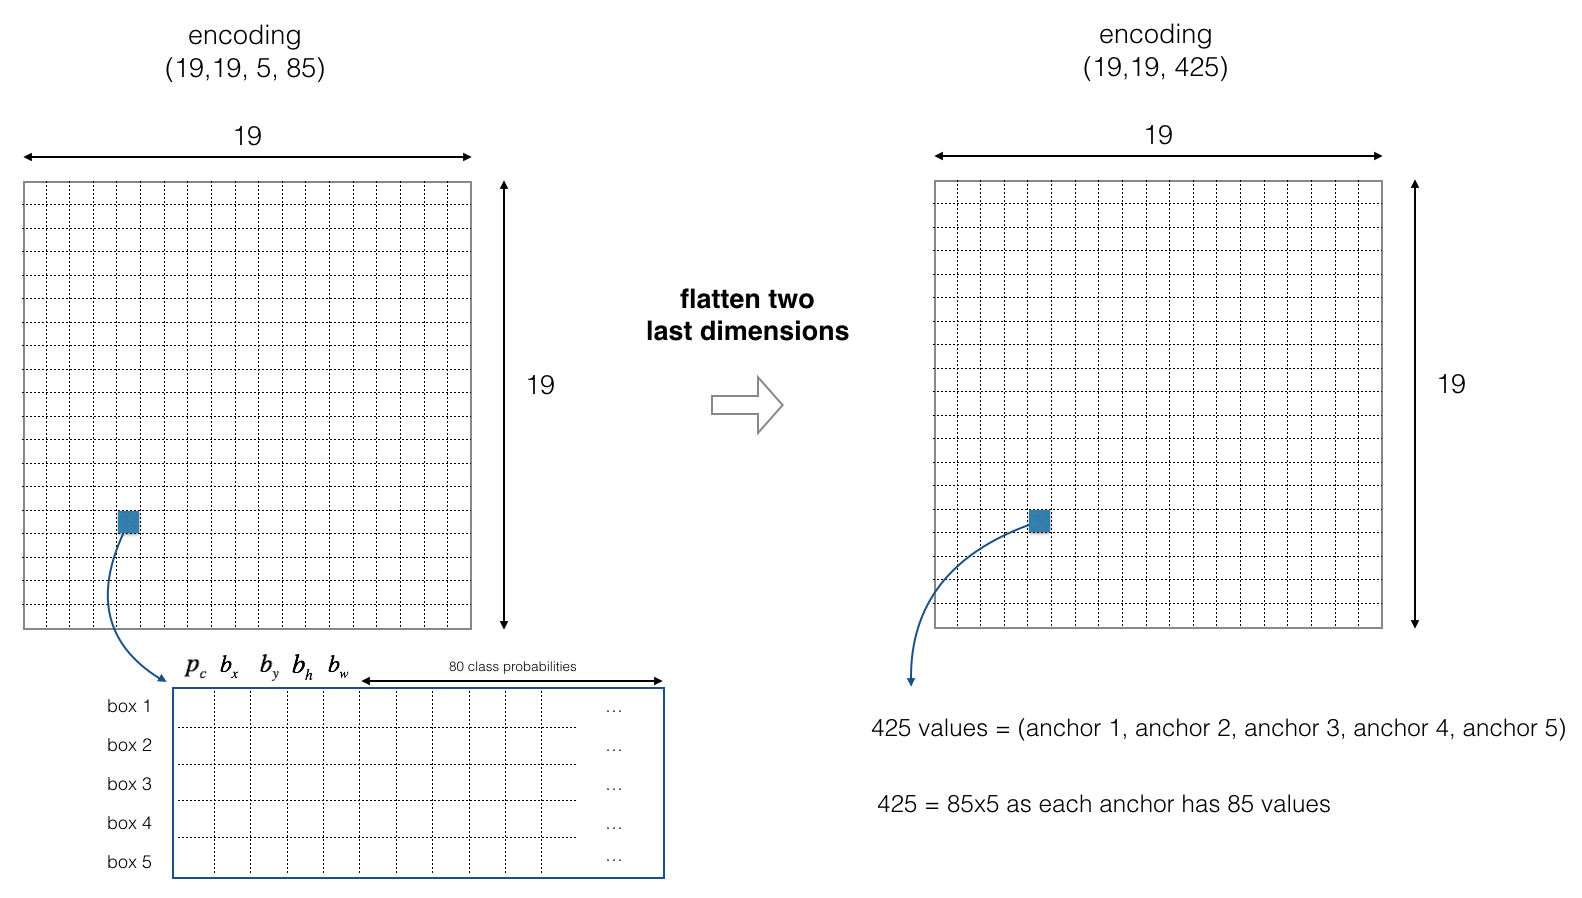 encoding
(19,19, 5, 85)
19
19
p_c b_x b_y b_h b_w
80 class probabilities
box 1 ...
box 2 ...
box 3 ...
box 4 ...
box 5 ...
flatten two
last dimensions
encoding
(19,19, 425)
19
19
425 values = (anchor 1, anchor 2, anchor 3, anchor 4, anchor 5)
425 = 85x5 as each anchor has 85 values